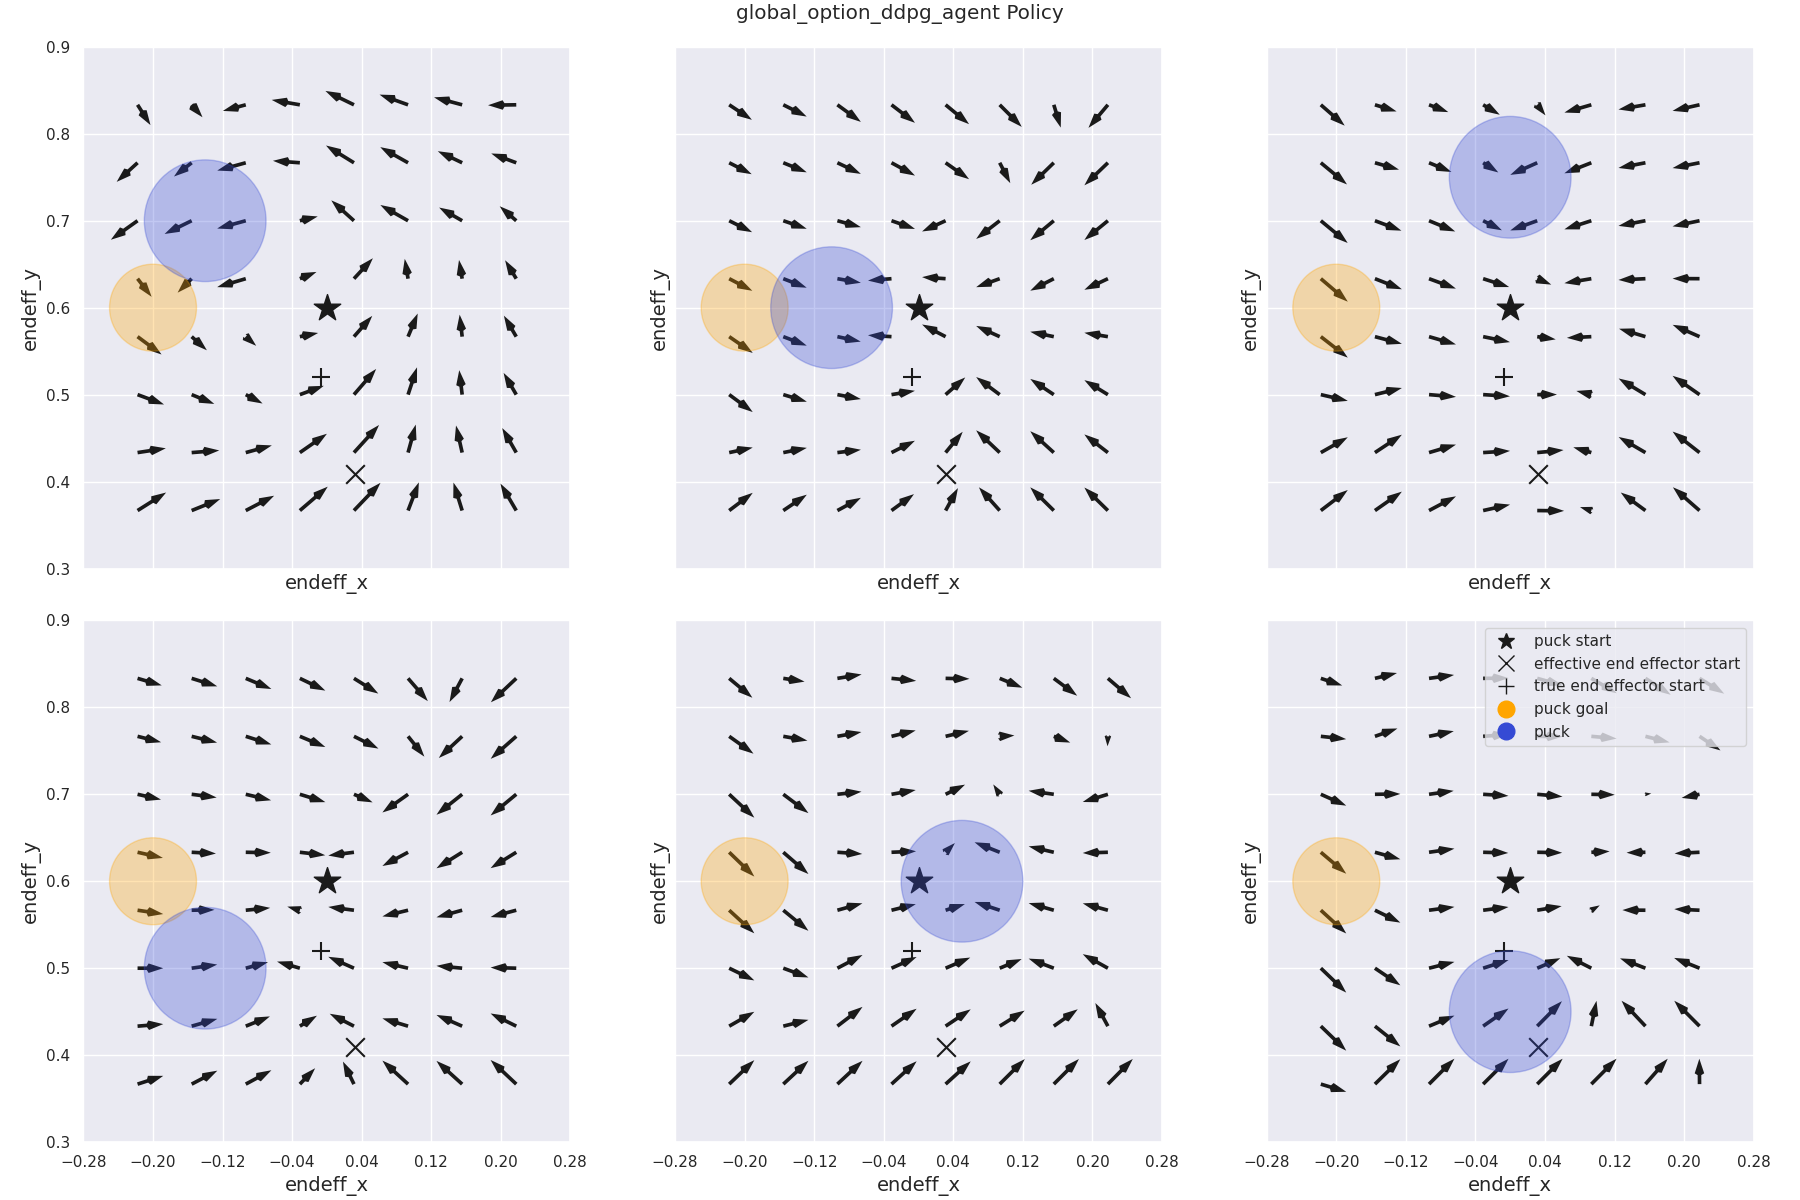 global_option_ddpg_agent Policy
0.9
0.8
0.7
0.6
0.5
0.4
0.3
endeff_y
endeff_x
endeff_y
endeff_x
endeff_y
endeff_x
0.9
0.8
0.7
0.6
0.5
0.4
0.3
endeff_y
−0.28 −0.20 −0.12 −0.04 0.04 0.12 0.20 0.28
endeff_x
endeff_y
−0.28 −0.20 −0.12 −0.04 0.04 0.12 0.20 0.28
endeff_x
endeff_y
puck start
effective end effector start
true end effector start
puck goal
puck
−0.28 −0.20 −0.12 −0.04 0.04 0.12 0.20 0.28
endeff_x